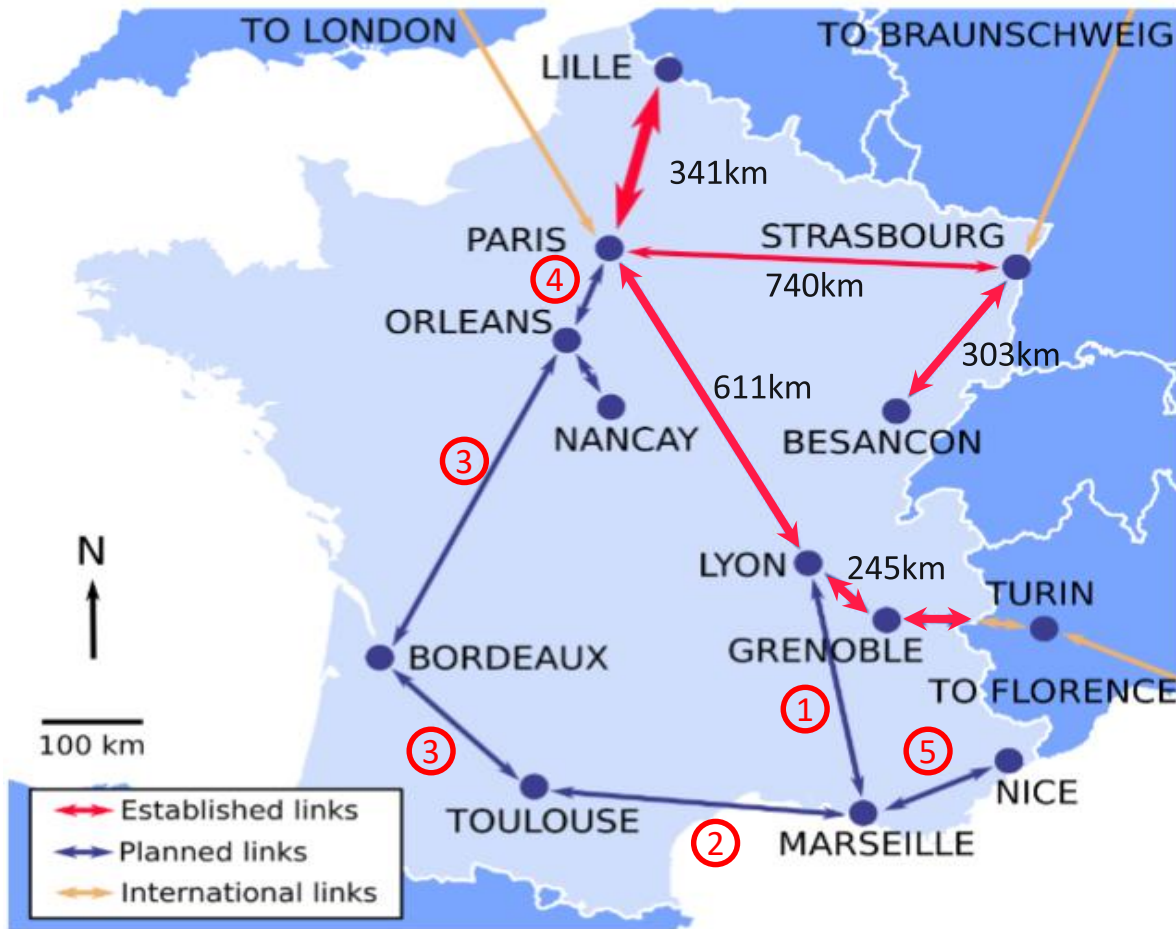 TO LONDON
TO BRAUNSCHWEIG
LILLE
341km
PARIS
STRASBOURG
4
740km
ORLEANS
303km
611km
NANCAY
BESANCON
3
N
LYON
245km
TURIN
GRENOBLE
BORDEAUX
TO FLORENCE
1
100 km
3
5
NICE
Established links
TOULOUSE
MARSEILLE
2
Planned links
International links